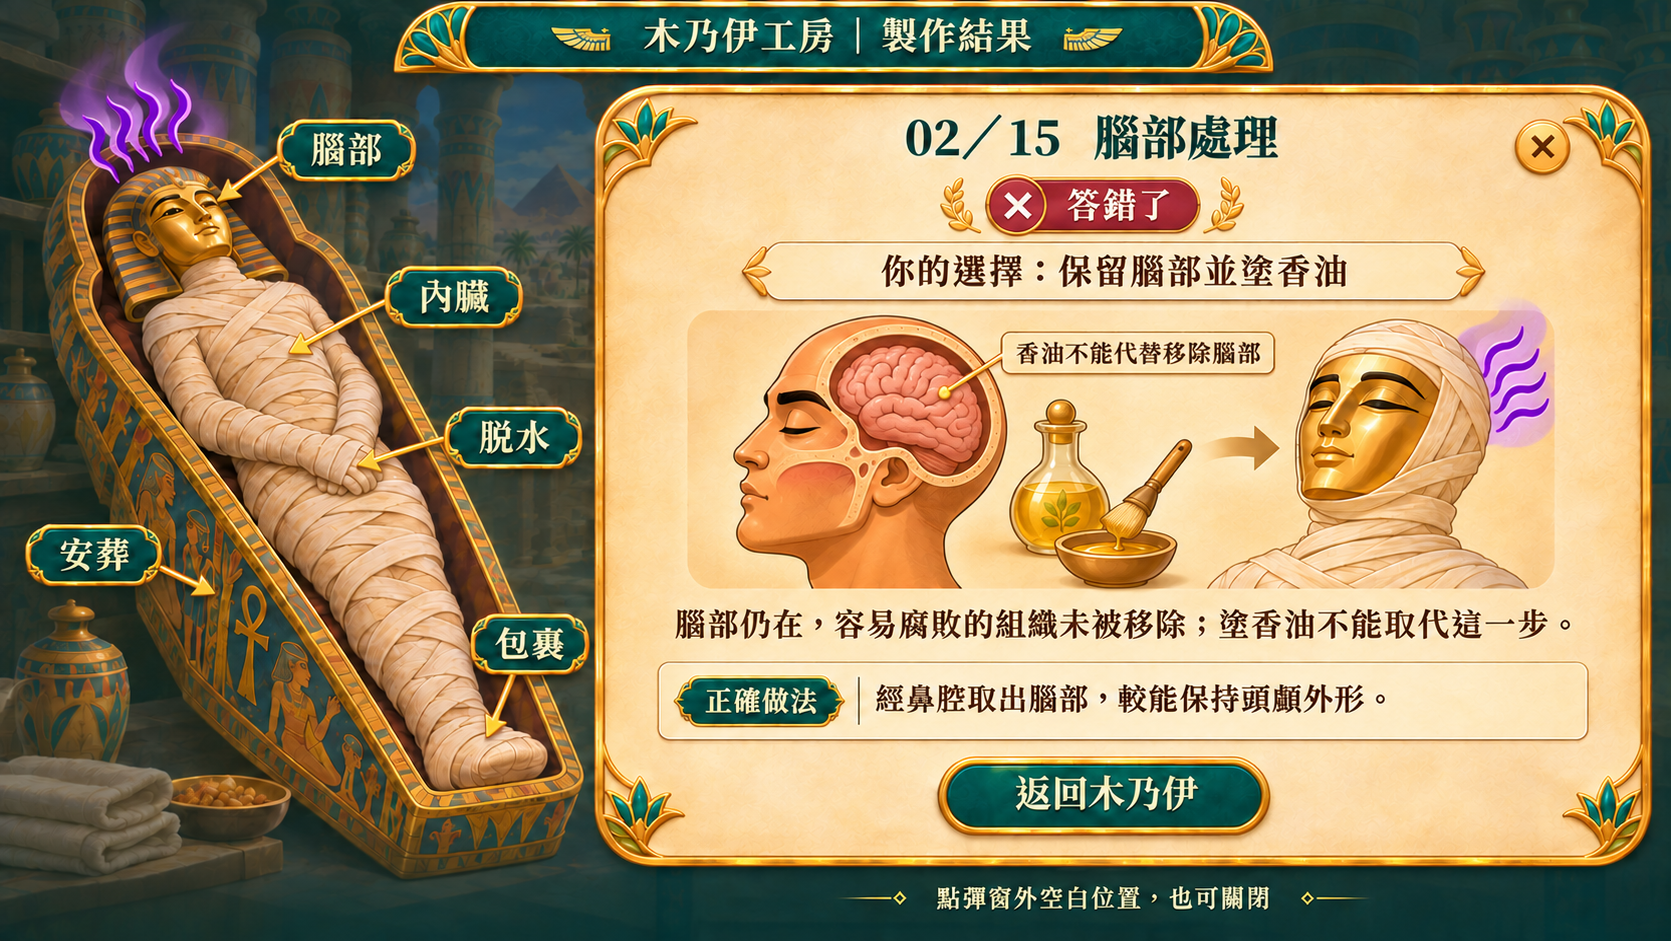 木乃伊工房｜製作結果
腦部
內臟
脫水
安葬
包裹
02／15 腦部處理
答錯了
你的選擇：保留腦部並塗香油
香油不能代替移除腦部
腦部仍在，容易腐敗的組織未被移除；塗香油不能取代這一步。
正確做法
經鼻腔取出腦部，較能保持頭顱外形。
返回木乃伊
點彈窗外空白位置，也可關閉